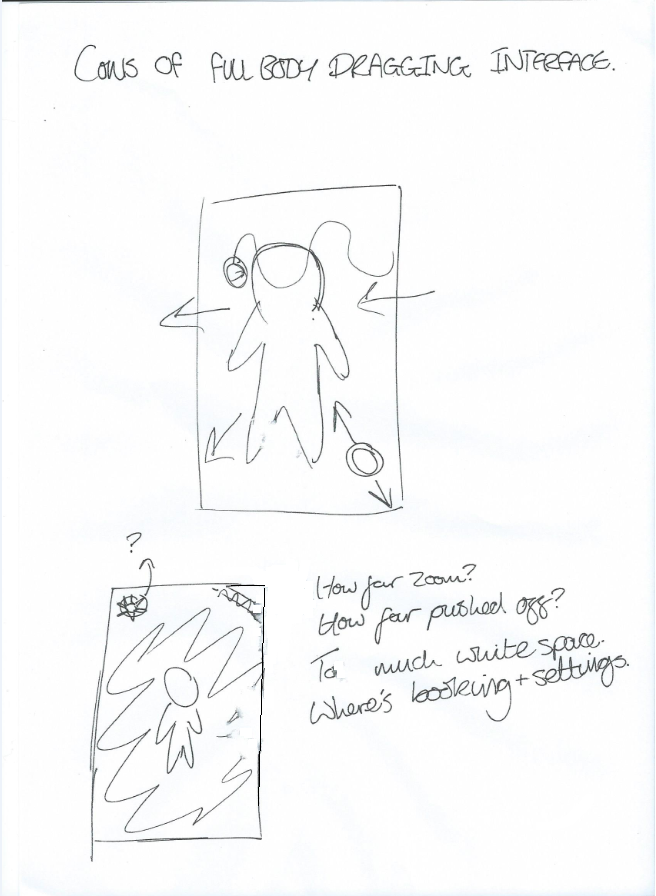 CONS OF FULL BODY DRAGGING INTERFACE.
?
How far zoom?
How far pushed off?
To much white space.
Where's booking + settings.